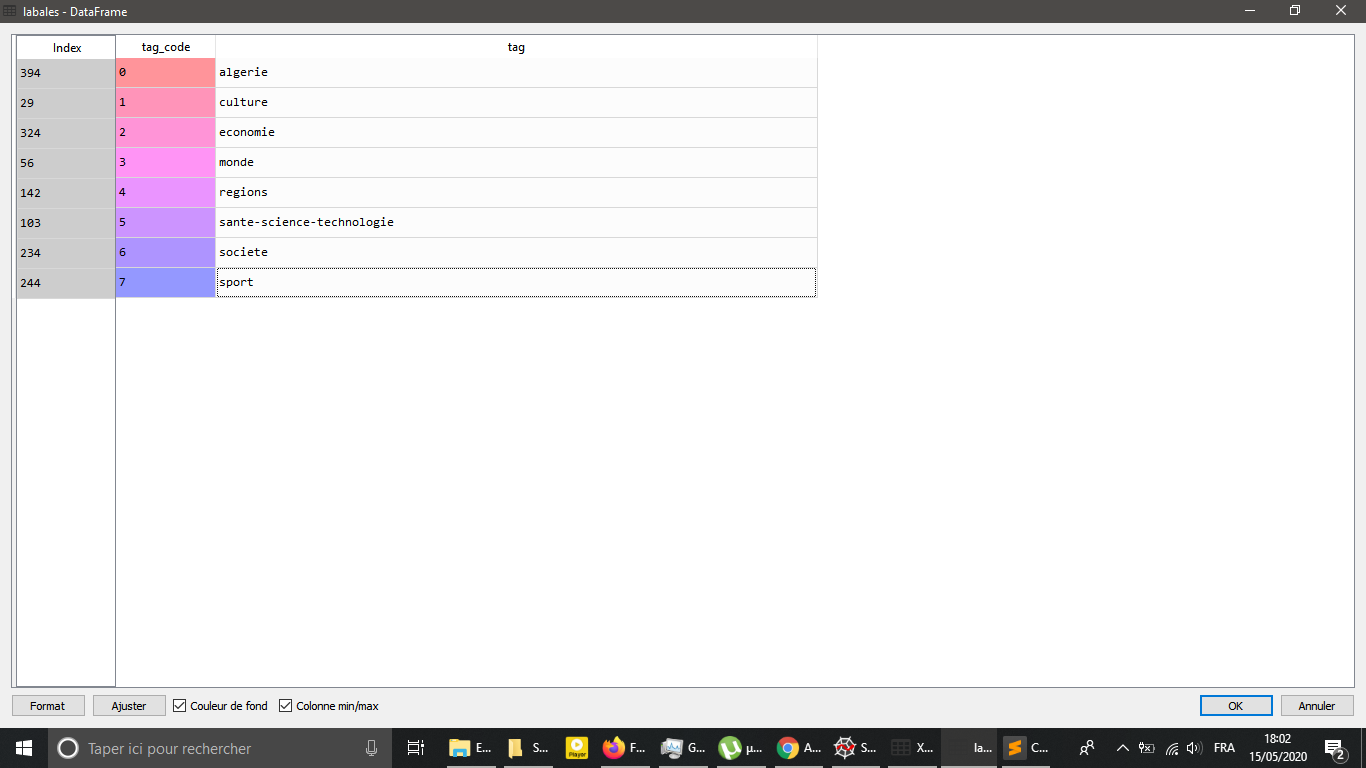 labales - DataFrame
Index tag_code tag
394 0 algerie
29 1 culture
324 2 economie
56 3 monde
142 4 regions
103 5 sante-science-technologie
234 6 societe
244 7 sport
Format Ajuster Couleur de fond Colonne min/max OK Annuler
Taper ici pour rechercher E... S... Player F... G... µ... A... S... X... la... C... FRA 18:02
15/05/2020 2